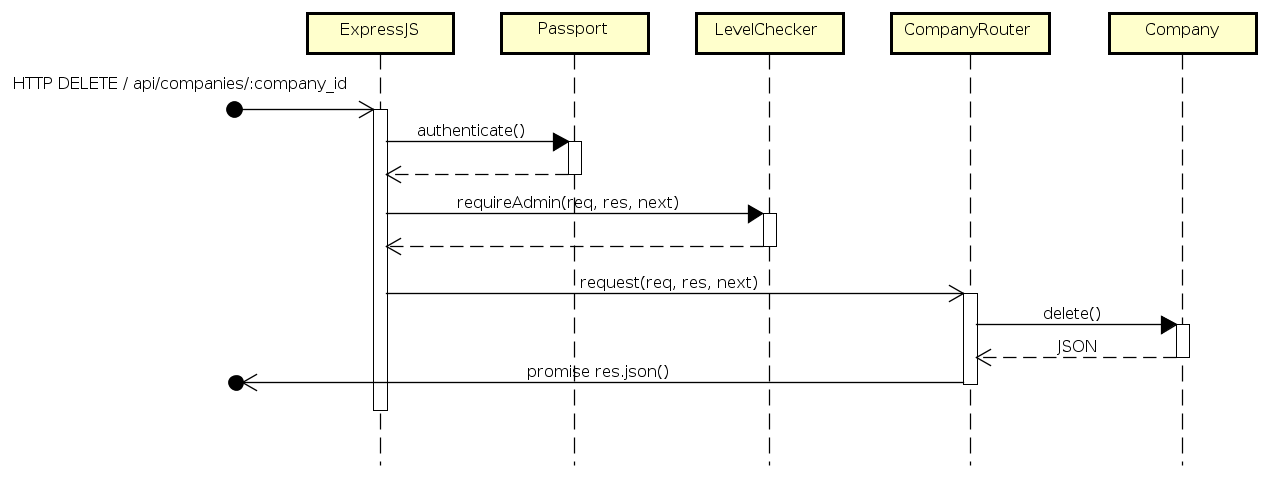 ExpressJS
Passport
LevelChecker
CompanyRouter
Company
HTTP DELETE / api/companies/:company_id
authenticate()
requireAdmin(req, res, next)
request(req, res, next)
delete()
JSON
promise res.json()